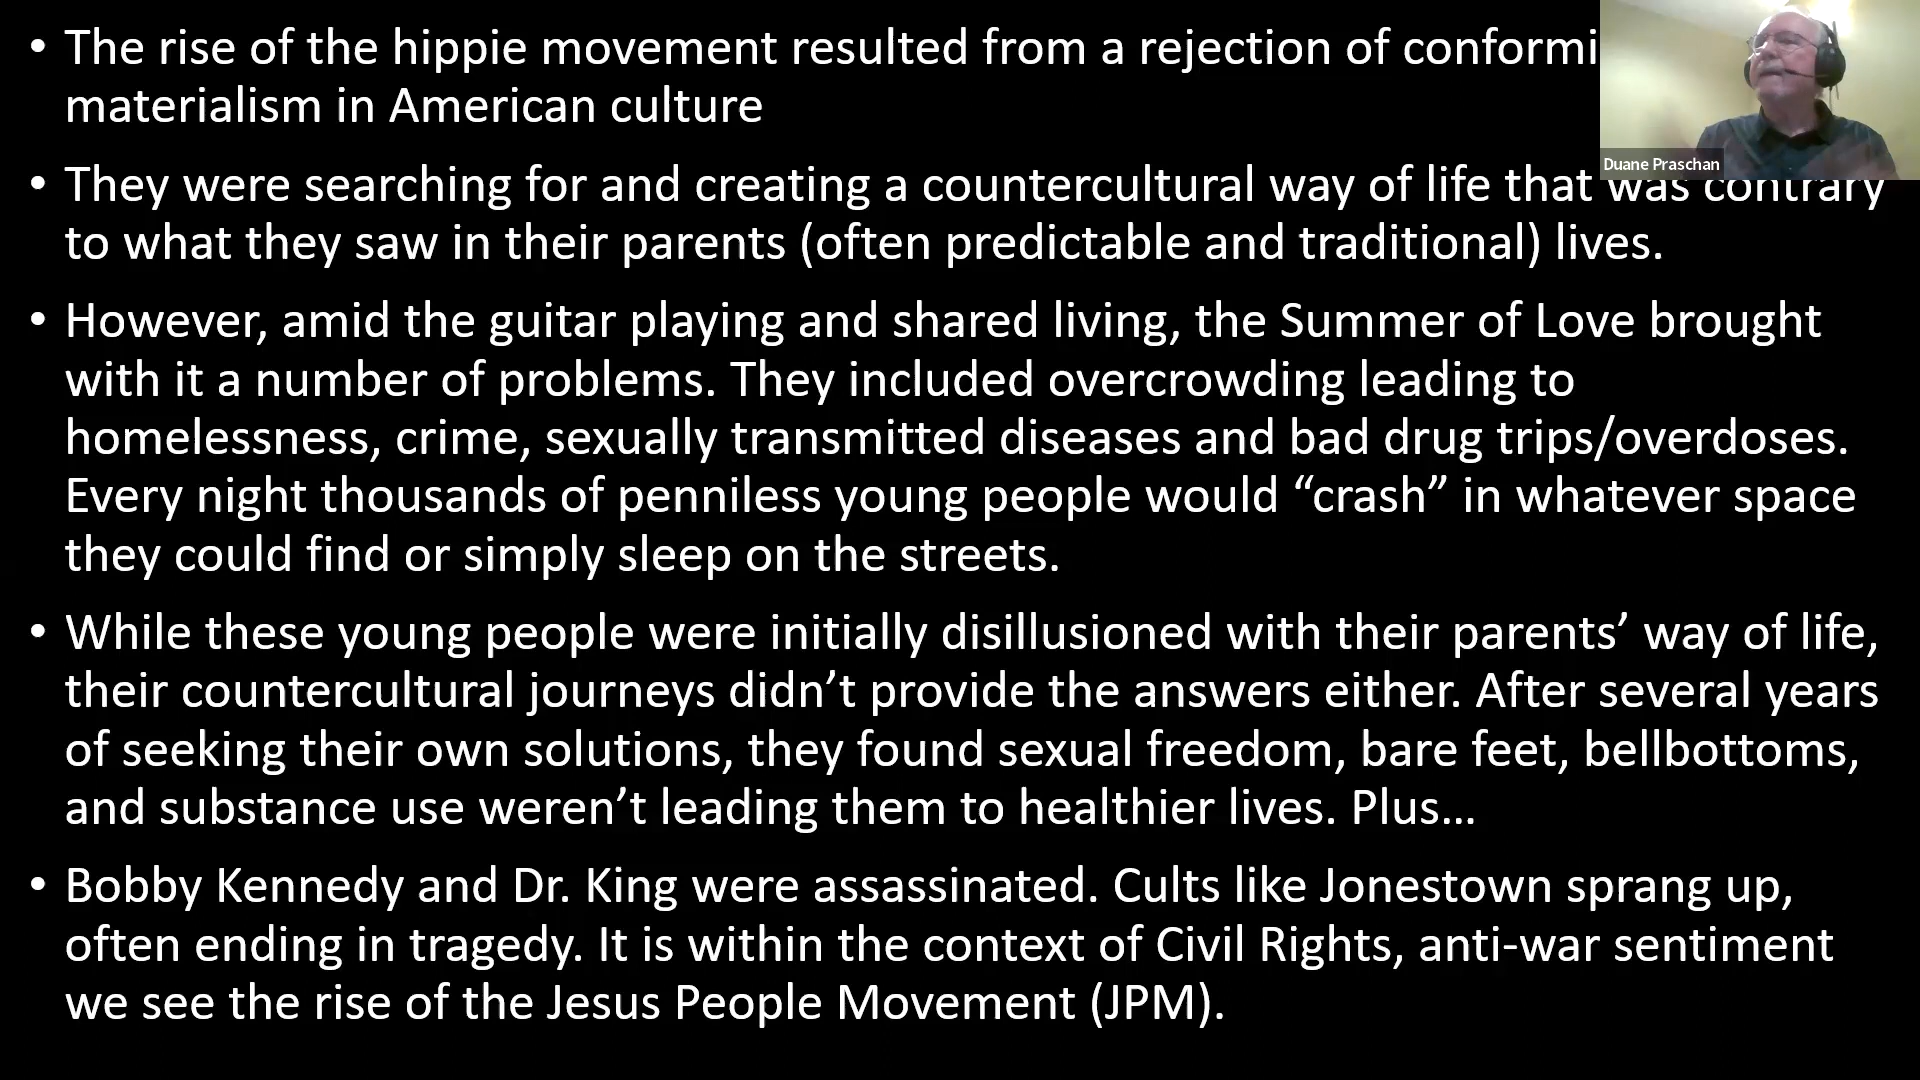 • The rise of the hippie movement resulted from a rejection of
materialism in American culture
• They were searching for and creating a countercultural way of life that was contrary
to what they saw in their parents (often predictable and traditional) lives.
• However, amid the guitar playing and shared living, the Summer of Love brought
with it a number of problems. They included overcrowding leading to
homelessness, crime, sexually transmitted diseases and bad drug trips/overdoses.
Every night thousands of penniless young people would “crash” in whatever space
they could find or simply sleep on the streets.
• While these young people were initially disillusioned with their parents’ way of life,
their countercultural journeys didn’t provide the answers either. After several years
of seeking their own solutions, they found sexual freedom, bare feet, bellbottoms,
and substance use weren’t leading them to healthier lives. Plus…
• Bobby Kennedy and Dr. King were assassinated. Cults like Jonestown sprang up,
often ending in tragedy. It is within the context of Civil Rights, anti-war sentiment
we see the rise of the Jesus People Movement (JPM).
Duane Praschan